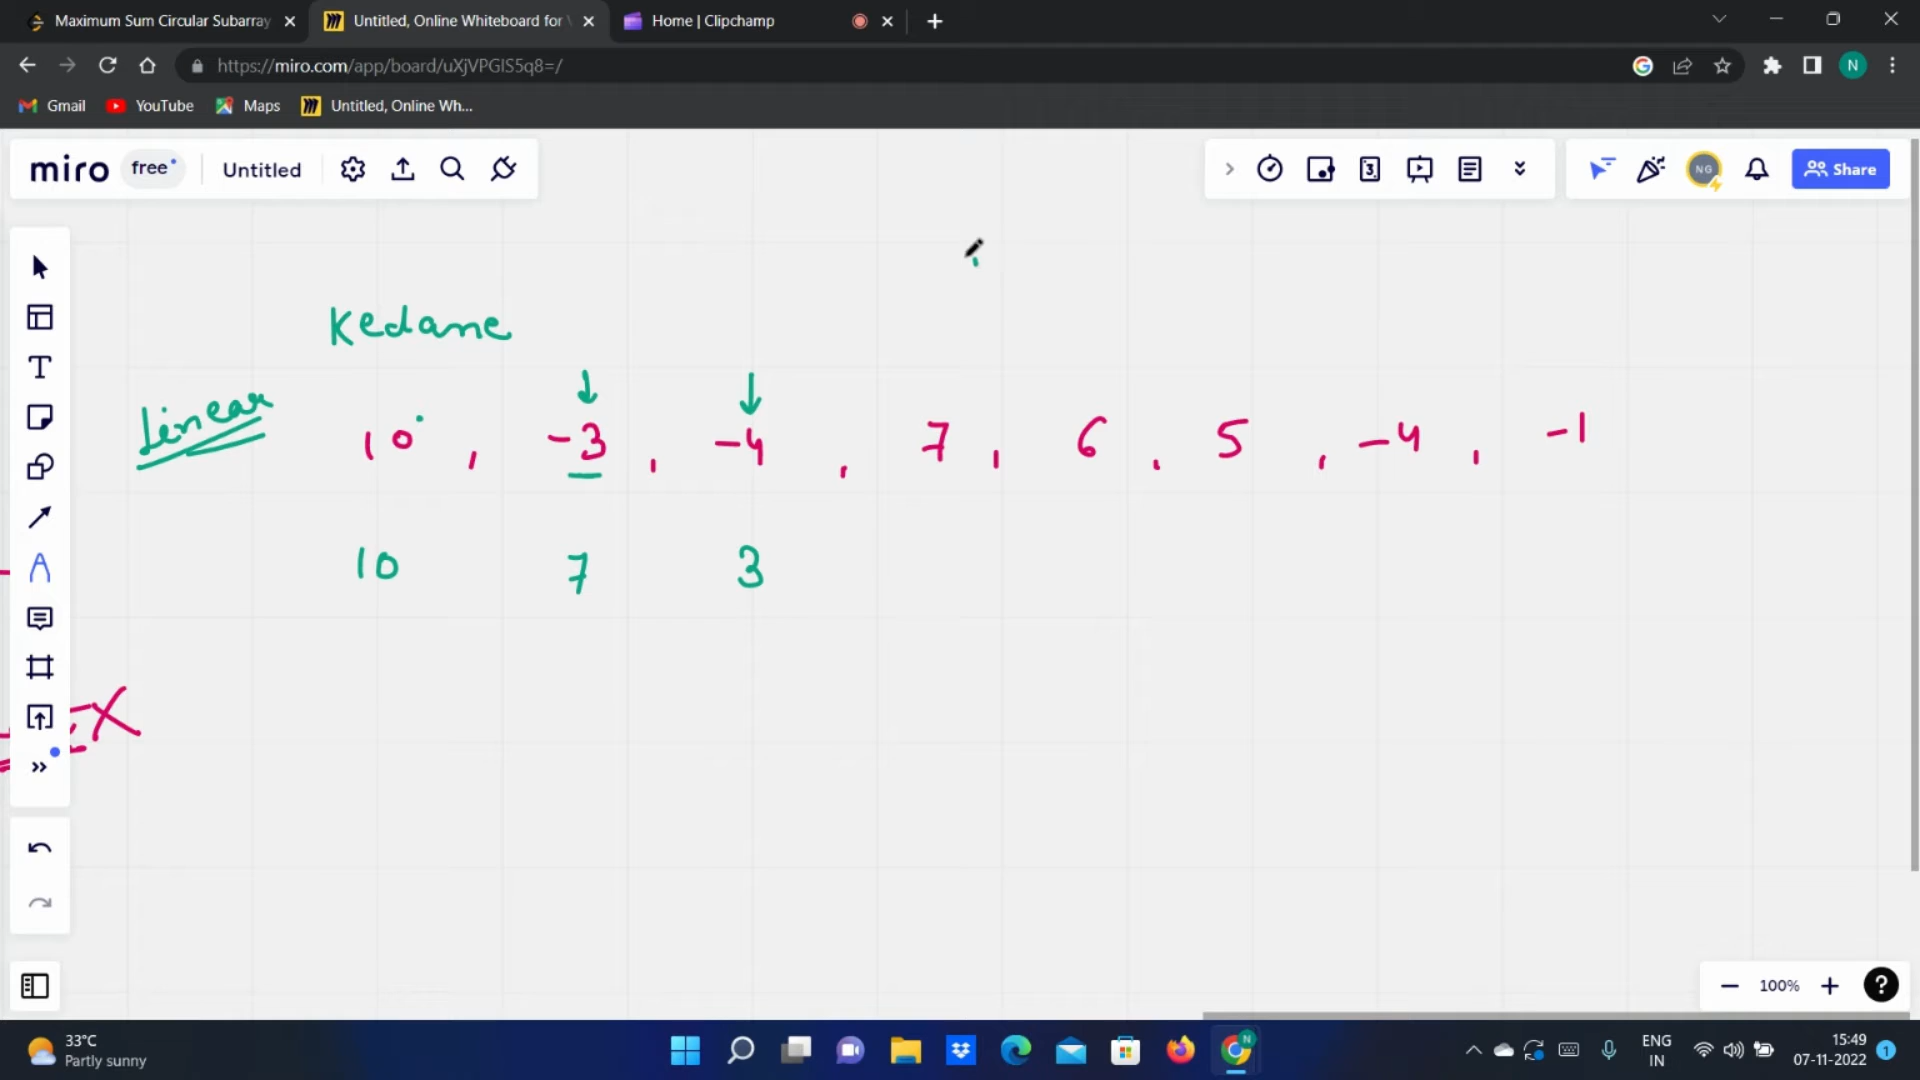 Maximum Sum Circular Subarray
Untitled, Online Whiteboard for
Home | Clipchamp
https://miro.com/app/board/uXjVPGIS5q8=/
N
Gmail
YouTube
Maps
Untitled, Online Wh...
miro
free
Untitled
NG
Share
Kedane
Linear
10 , -3 , -4 , 7 , 6 , 5 , -4 , -1
10 7 3
100%
33°C
Partly sunny
ENG
IN
15:49
07-11-2022
1